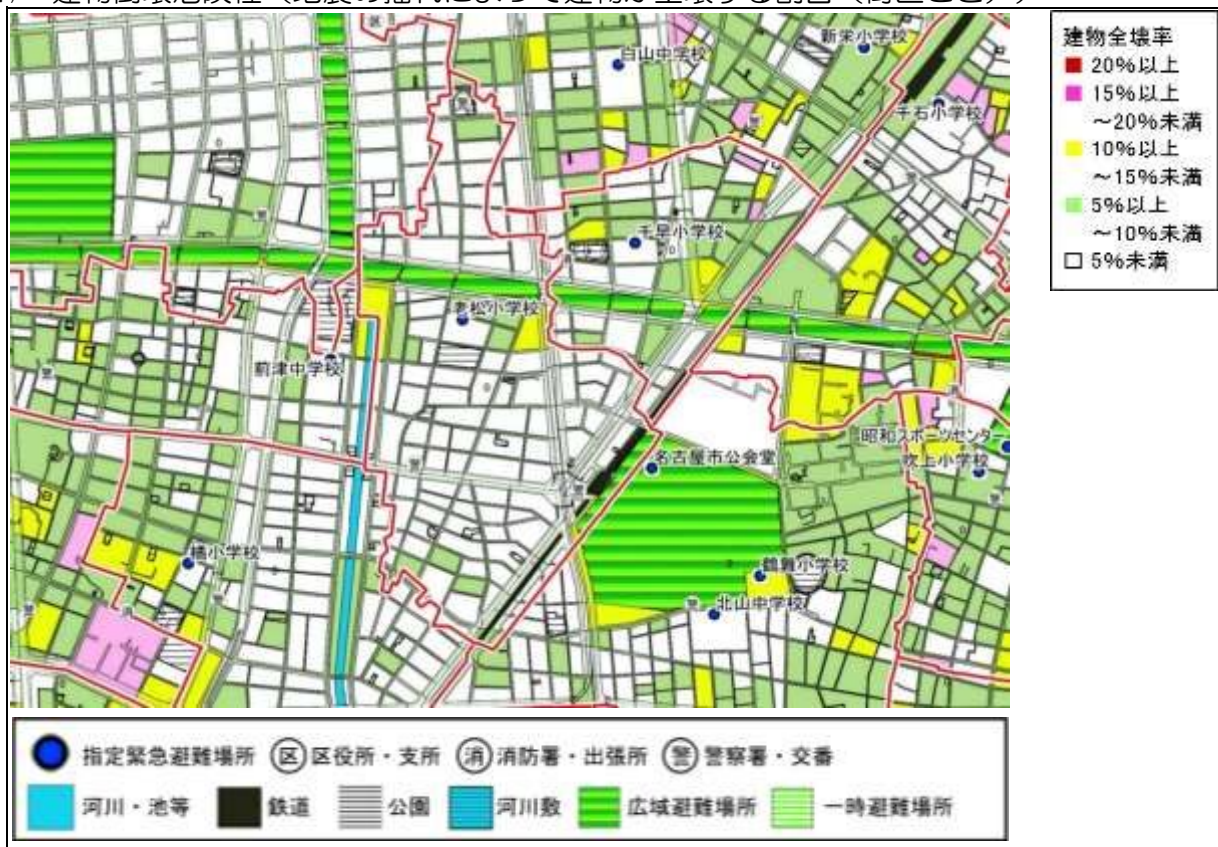 建物倒壊危険性（地震の揺れによって建物が全壊する割合（街区ごと））
建物全壊率
20%以上
15%以上
～20%未満
10%以上
～15%未満
5%以上
～10%未満
5%未満
区
白山中学校
新栄小学校
千石小学校
千早小学校
老松小学校
前津中学校
昭和スポーツセンター
吹上小学校
名古屋市公会堂
橘小学校
鶴舞小学校
北山中学校
指定緊急避難場所 区 区役所・支所 消 消防署・出張所 警 警察署・交番
河川・池等 鉄道 公園 河川敷 広域避難場所 一時避難場所